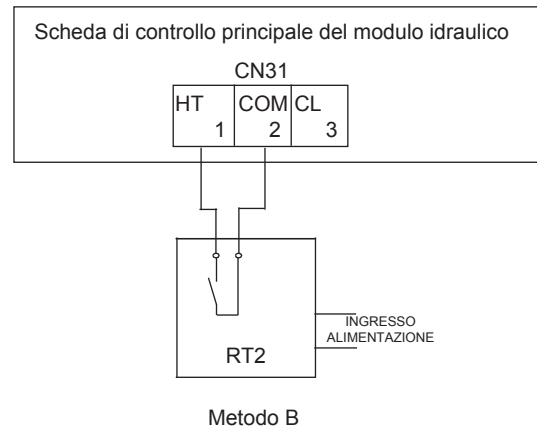 Scheda di controllo principale del modulo idraulico
CN31
HT COM CL
1 2 3
INGRESSO
ALIMENTAZIONE
RT2
Metodo B